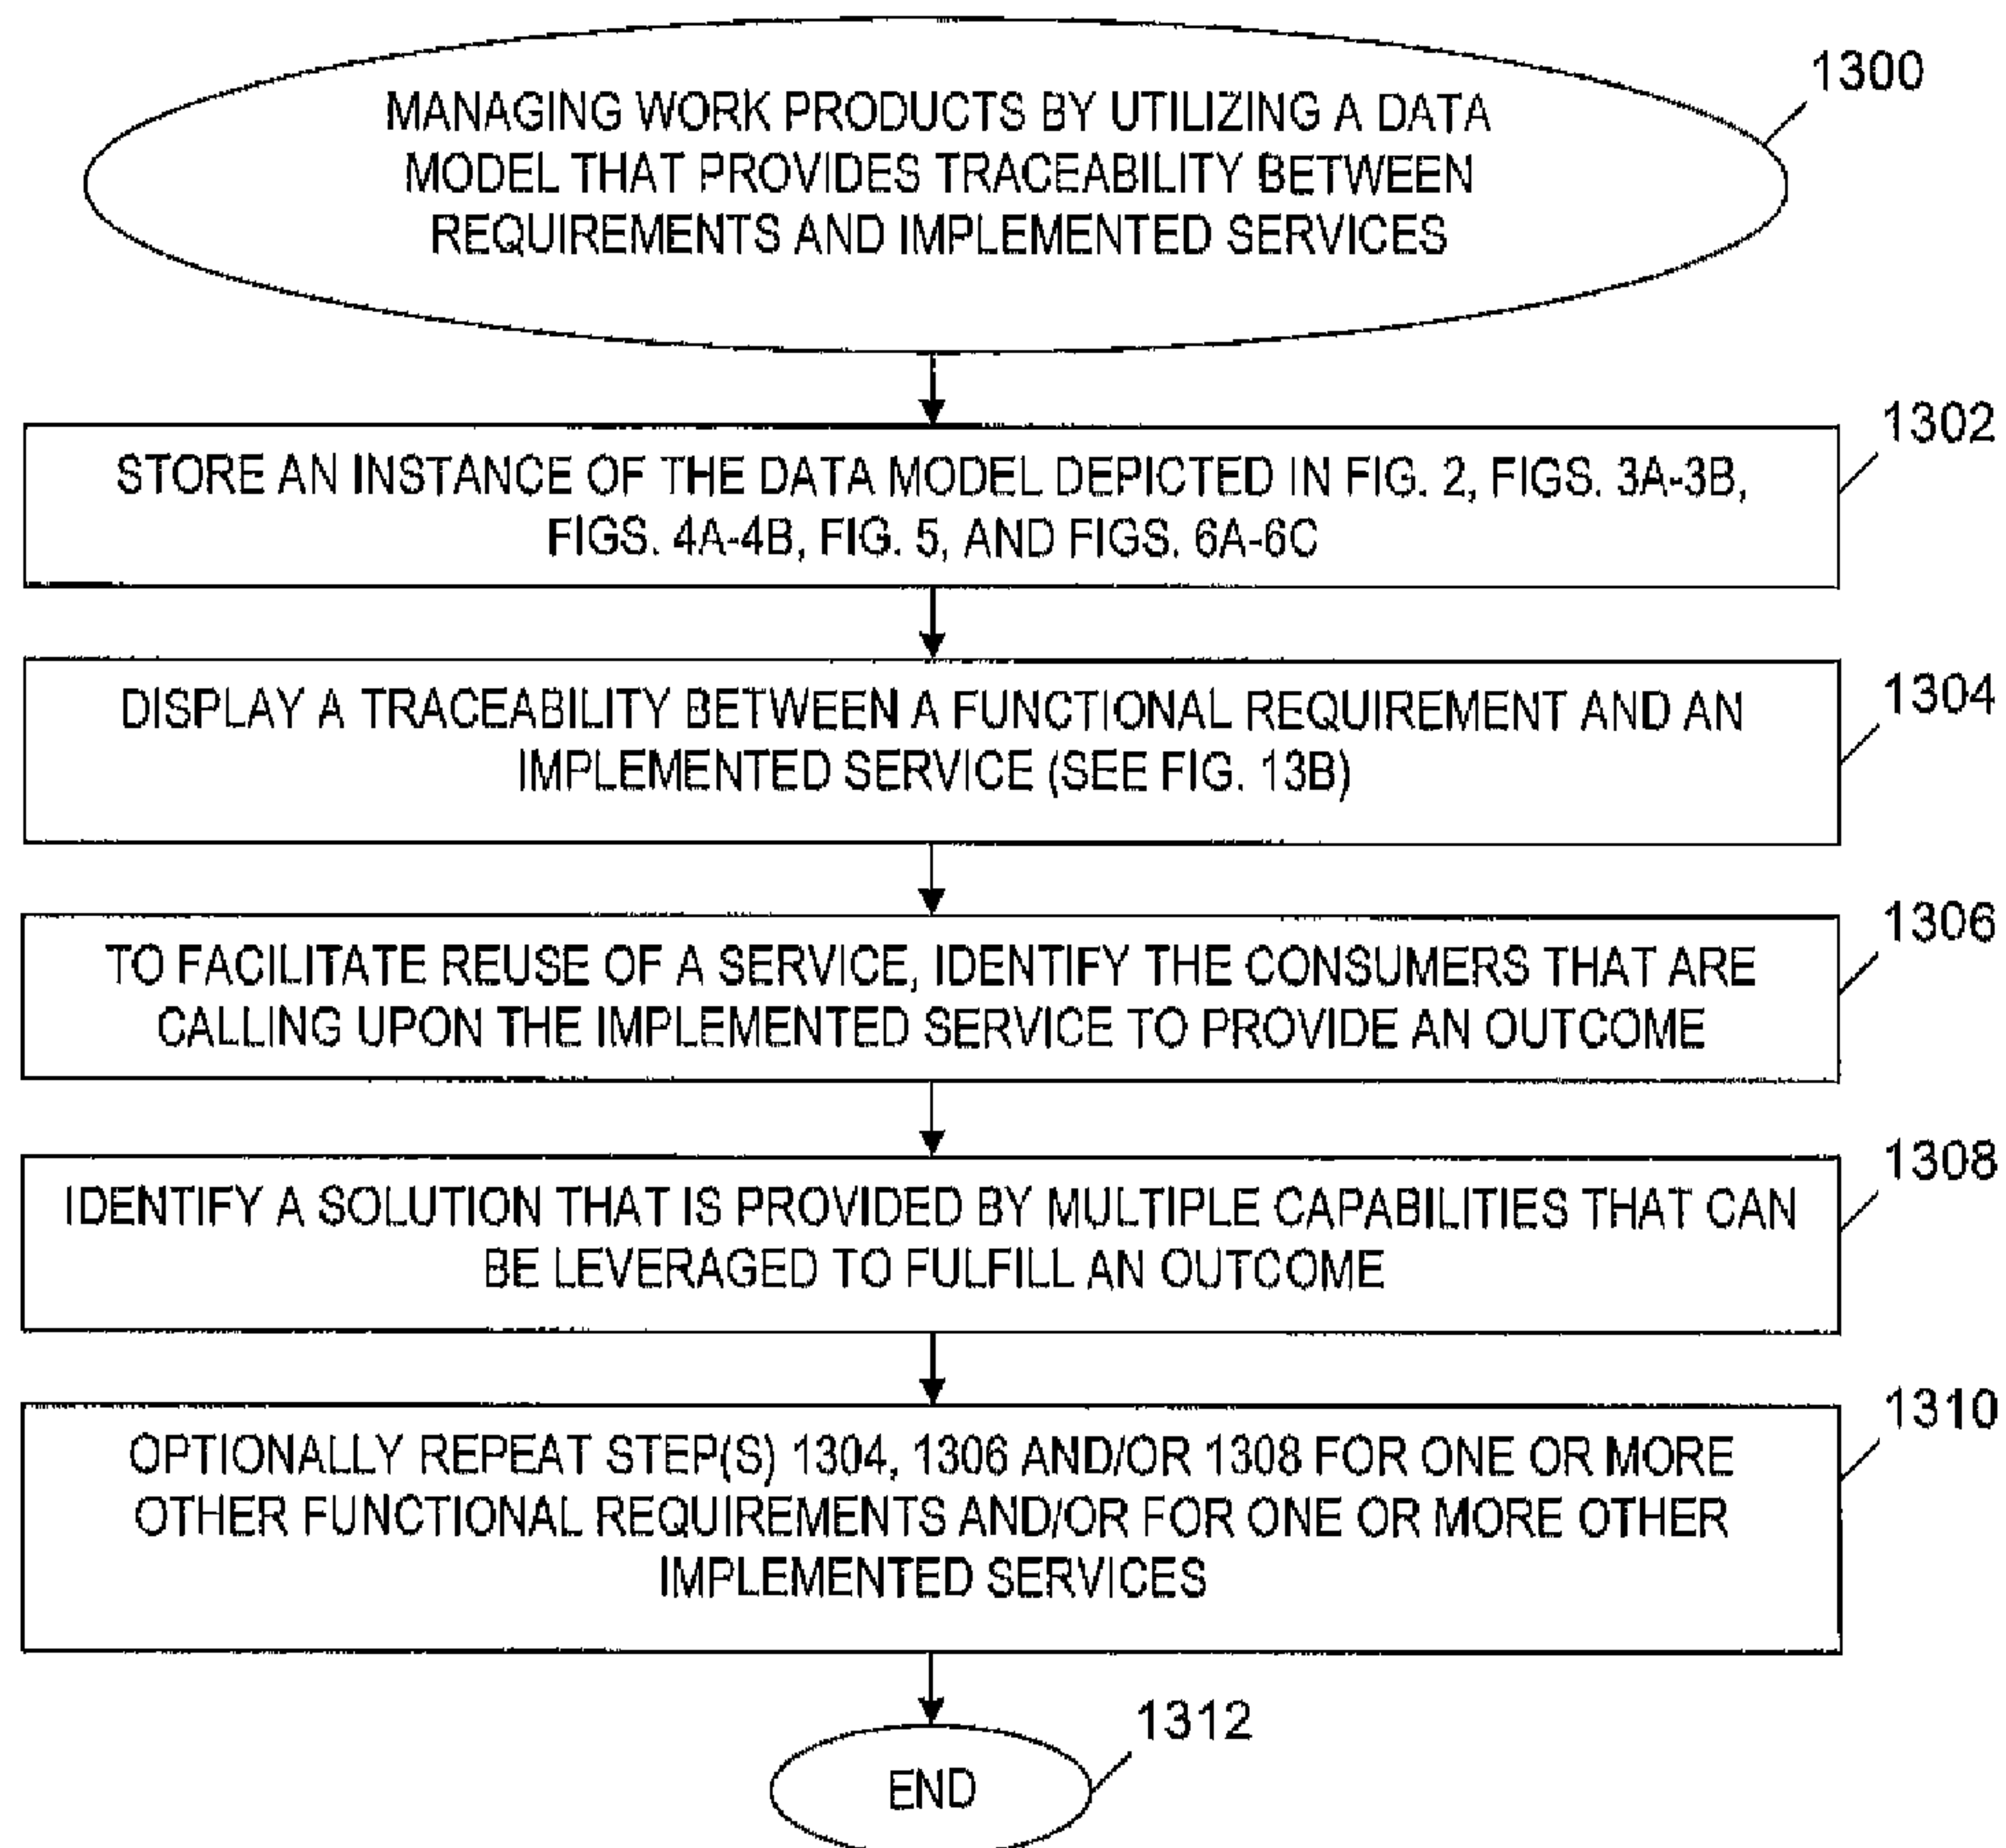 1300
MANAGING WORK PRODUCTS BY UTILIZING A DATA
MODEL THAT PROVIDES TRACEABILITY BETWEEN
REQUIREMENTS AND IMPLEMENTED SERVICES
1302
STORE AN INSTANCE OF THE DATA MODEL DEPICTED IN FIG. 2, FIGS. 3A-3B,
FIGS. 4A-4B, FIG. 5, AND FIGS. 6A-6C
1304
DISPLAY A TRACEABILITY BETWEEN A FUNCTIONAL REQUIREMENT AND AN
IMPLEMENTED SERVICE (SEE FIG. 13B)
1306
TO FACILITATE REUSE OF A SERVICE, IDENTIFY THE CONSUMERS THAT ARE
CALLING UPON THE IMPLEMENTED SERVICE TO PROVIDE AN OUTCOME
1308
IDENTIFY A SOLUTION THAT IS PROVIDED BY MULTIPLE CAPABILITIES THAT CAN
BE LEVERAGED TO FULFILL AN OUTCOME
1310
OPTIONALLY REPEAT STEP(S) 1304, 1306 AND/OR 1308 FOR ONE OR MORE
OTHER FUNCTIONAL REQUIREMENTS AND/OR FOR ONE OR MORE OTHER
IMPLEMENTED SERVICES
1312
END